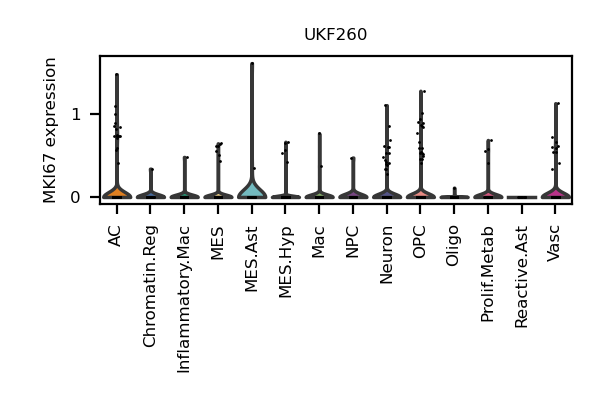 UKF260
MKI67 expression
1
0
AC
Chromatin.Reg
Inflammatory.Mac
MES
MES.Ast
MES.Hyp
Mac
NPC
Neuron
OPC
Oligo
Prolif.Metab
Reactive.Ast
Vasc